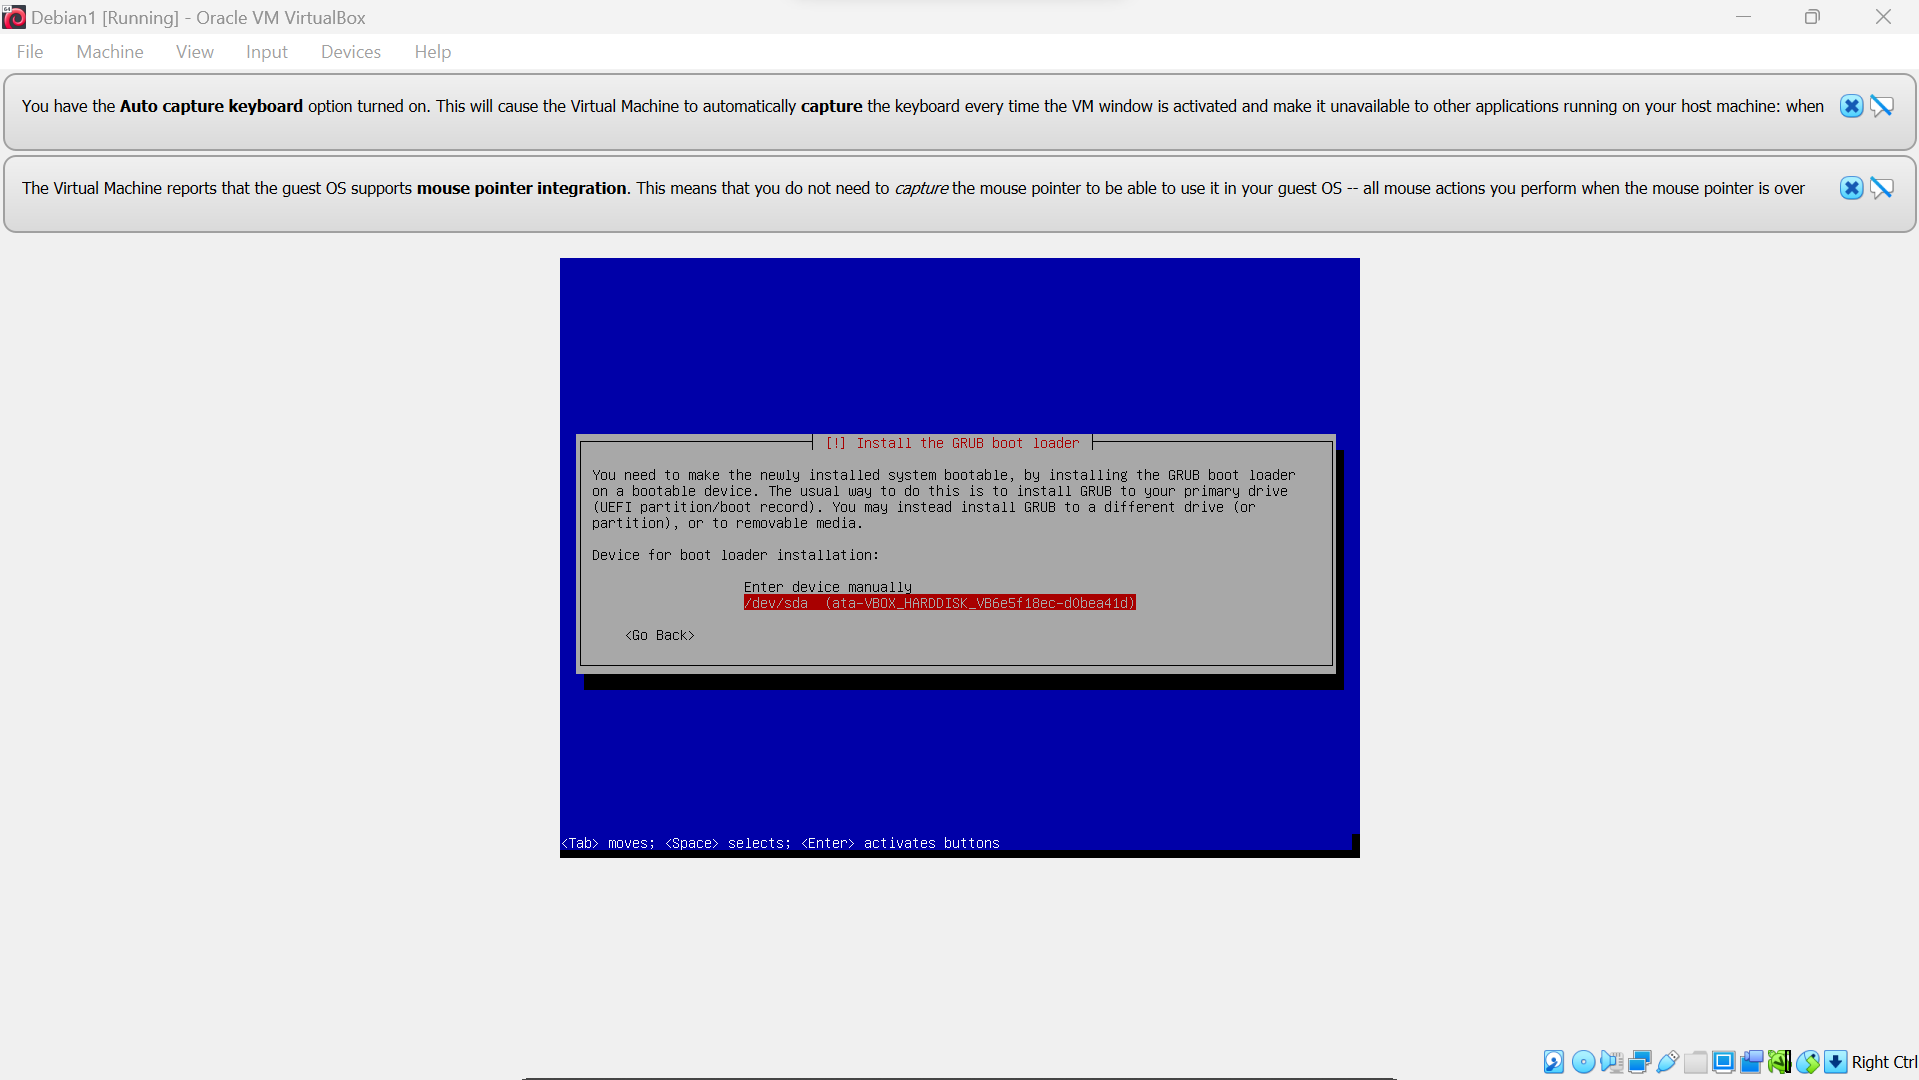 Debian1 [Running] - Oracle VM VirtualBox
File Machine View Input Devices Help
You have the Auto capture keyboard option turned on. This will cause the Virtual Machine to automatically capture the keyboard every time the VM window is activated and make it unavailable to other applications running on your host machine: when
The Virtual Machine reports that the guest OS supports mouse pointer integration. This means that you do not need to capture the mouse pointer to be able to use it in your guest OS -- all mouse actions you perform when the mouse pointer is over
[!] Install the GRUB boot loader
You need to make the newly installed system bootable, by installing the GRUB boot loader
on a bootable device. The usual way to do this is to install GRUB to your primary drive
(UEFI partition/boot record). You may instead install GRUB to a different drive (or
partition), or to removable media.
Device for boot loader installation:
Enter device manually
/dev/sda  (ata-VBOX_HARDDISK_VB6e5f18ec-d0bea41d)
<Go Back>
<Tab> moves; <Space> selects; <Enter> activates buttons
Right Ctrl